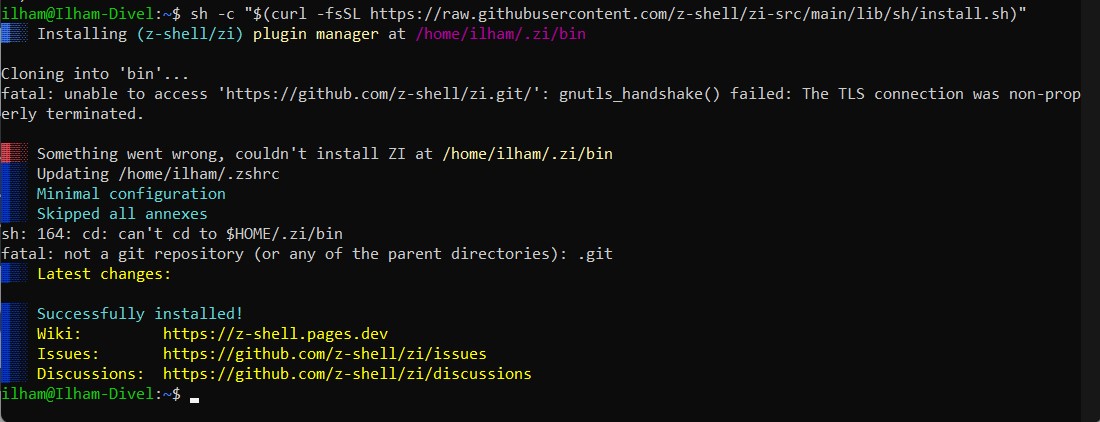 ilham@Ilham-Divel:~$ sh -c "$(curl -fsSL https://raw.githubusercontent.com/z-shell/zi-src/main/lib/sh/install.sh)"
Installing (z-shell/zi) plugin manager at /home/ilham/.zi/bin
Cloning into 'bin'...
fatal: unable to access 'https://github.com/z-shell/zi.git/': gnutls_handshake() failed: The TLS connection was non-prop
erly terminated.
Something went wrong, couldn't install ZI at /home/ilham/.zi/bin
Updating /home/ilham/.zshrc
Minimal configuration
Skipped all annexes
sh: 164: cd: can't cd to $HOME/.zi/bin
fatal: not a git repository (or any of the parent directories): .git
Latest changes:
Successfully installed!
Wiki: https://z-shell.pages.dev
Issues: https://github.com/z-shell/zi/issues
Discussions: https://github.com/z-shell/zi/discussions
ilham@Ilham-Divel:~$